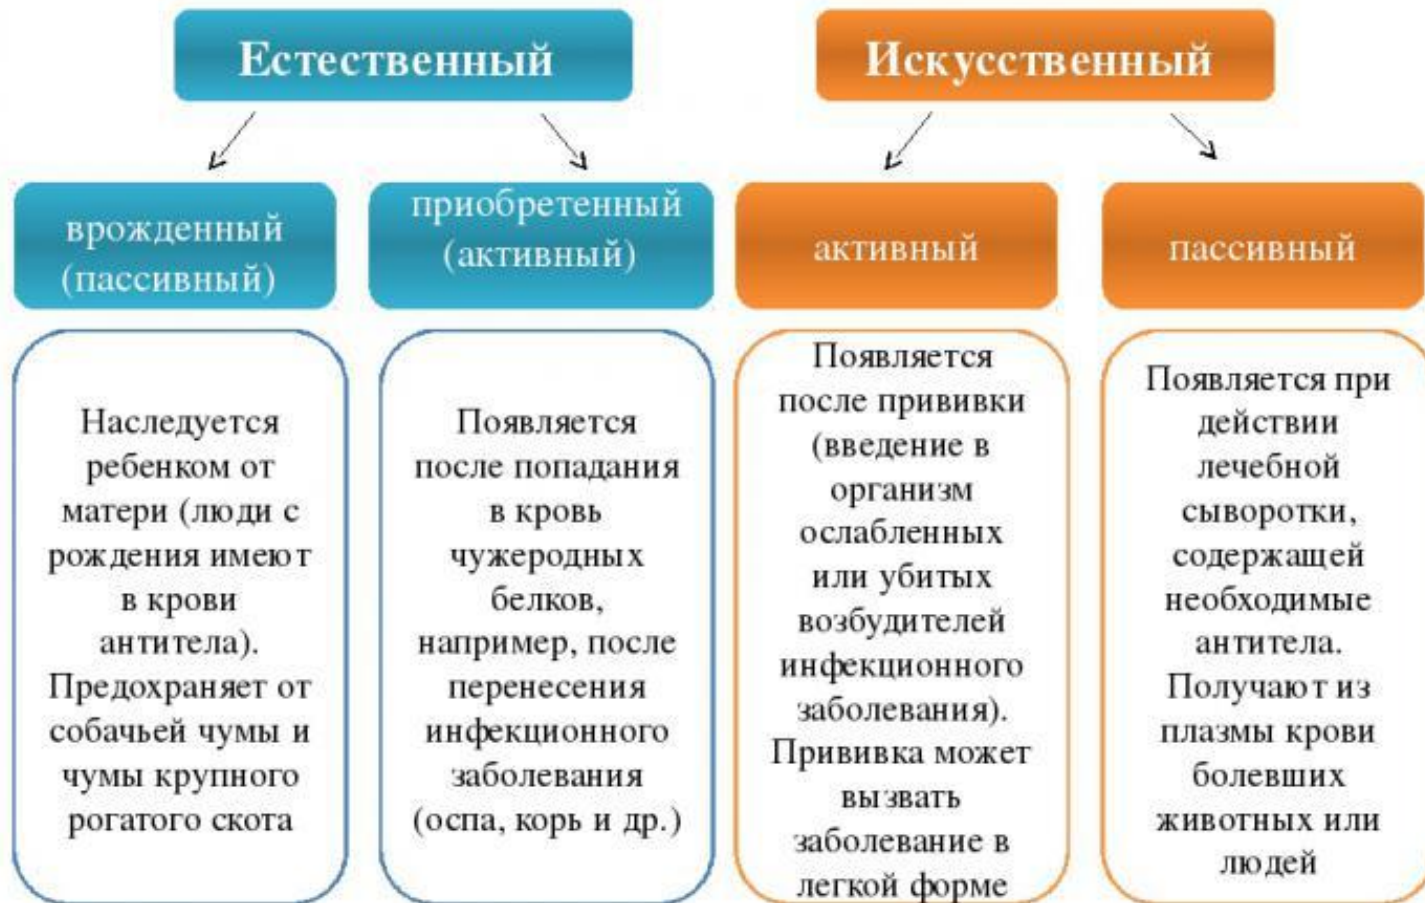 Естественный
Искусственный
врожденный
(пассивный)
приобретенный
(активный)
активный
пассивный
Наследуется
ребенком от
матери (люди с
рождения имеют
в крови
антитела).
Предохраняет от
собачьей чумы и
чумы крупного
рогатого скота
Появляется
после попадания
в кровь
чужеродных
белков,
например, после
перенесения
инфекционного
заболевания
(оспа, корь и др.)
Появляется
после прививки
(введение в
организм
ослабленных
или убитых
возбудителей
инфекционного
заболевания).
Прививка может
вызвать
заболевание в
легкой форме
Появляется при
действии
лечебной
сыворотки,
содержащей
необходимые
антитела.
Получают из
плазмы крови
болевших
животных или
людей